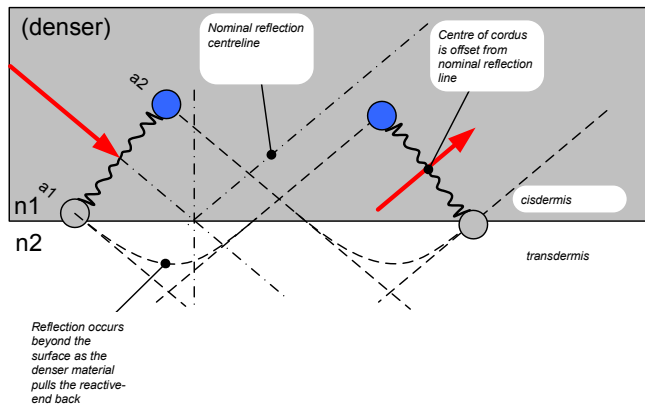 (denser)
Nominal reflection
centreline
Centre of cordus
is offset from
nominal reflection
line
a2
a1
n1
n2
cisdermis
transdermis
Reflection occurs
beyond the
surface as the
denser material
pulls the reactive-
end back